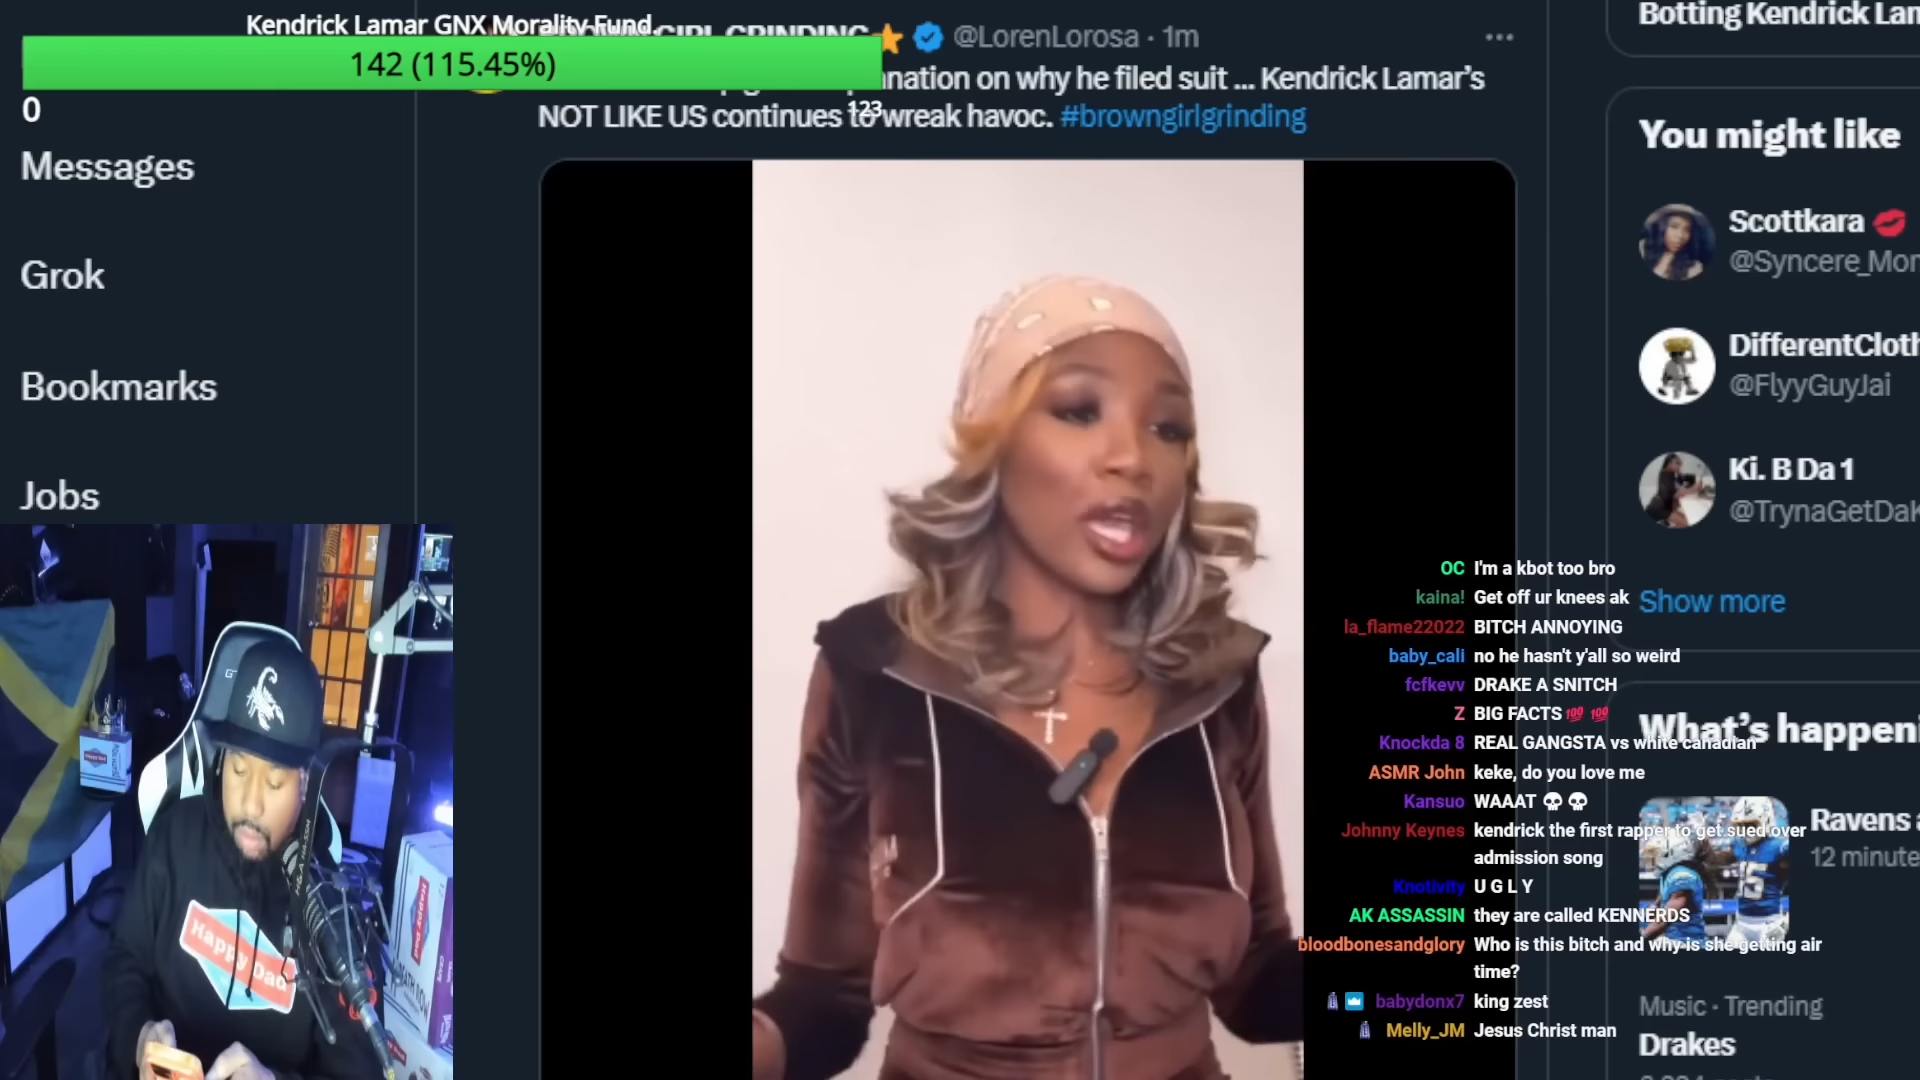 Kendrick Lamar GNX Morality Fund.
142 (115.45%)
0
123
GIRL GRINDING @LorenLorosa · 1m
on why he filed suit ... Kendrick Lamar's
NOT LIKE US continues to wreak havoc. #browngirlgrinding
Messages
Grok
Bookmarks
Jobs
Botting Kendrick Lam
You might like
Scottkara
@Syncere_Mor
DifferentCloth
@FlyyGuyJai
Ki. B Da 1
@TrynaGetDaK
Show more
What's happeni
Ravens a
12 minute
Music · Trending
Drakes
OC I'm a kbot too bro
kaina! Get off ur knees ak
la_flame22022 BITCH ANNOYING
baby_cali no he hasn't y'all so weird
fcfkevv DRAKE A SNITCH
Z BIG FACTS 💯 💯
Knockda 8 REAL GANGSTA vs white canadian
ASMR John keke, do you love me
Kansuo WAAAT 💀 💀
Johnny Keynes kendrick the first rapper to get sued over
admission song
Knotivity U G L Y
AK ASSASSIN they are called KENNERDS
bloodbonesandglory Who is this bitch and why is she getting air
time?
babydonx7 king zest
Melly_JM Jesus Christ man
Happy Dad